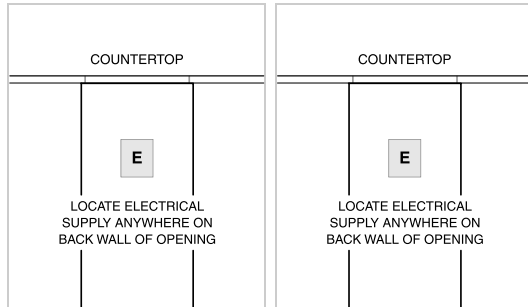 COUNTERTOP
E
LOCATE ELECTRICAL
SUPPLY ANYWHERE ON
BACK WALL OF OPENING
COUNTERTOP
E
LOCATE ELECTRICAL
SUPPLY ANYWHERE ON
BACK WALL OF OPENING